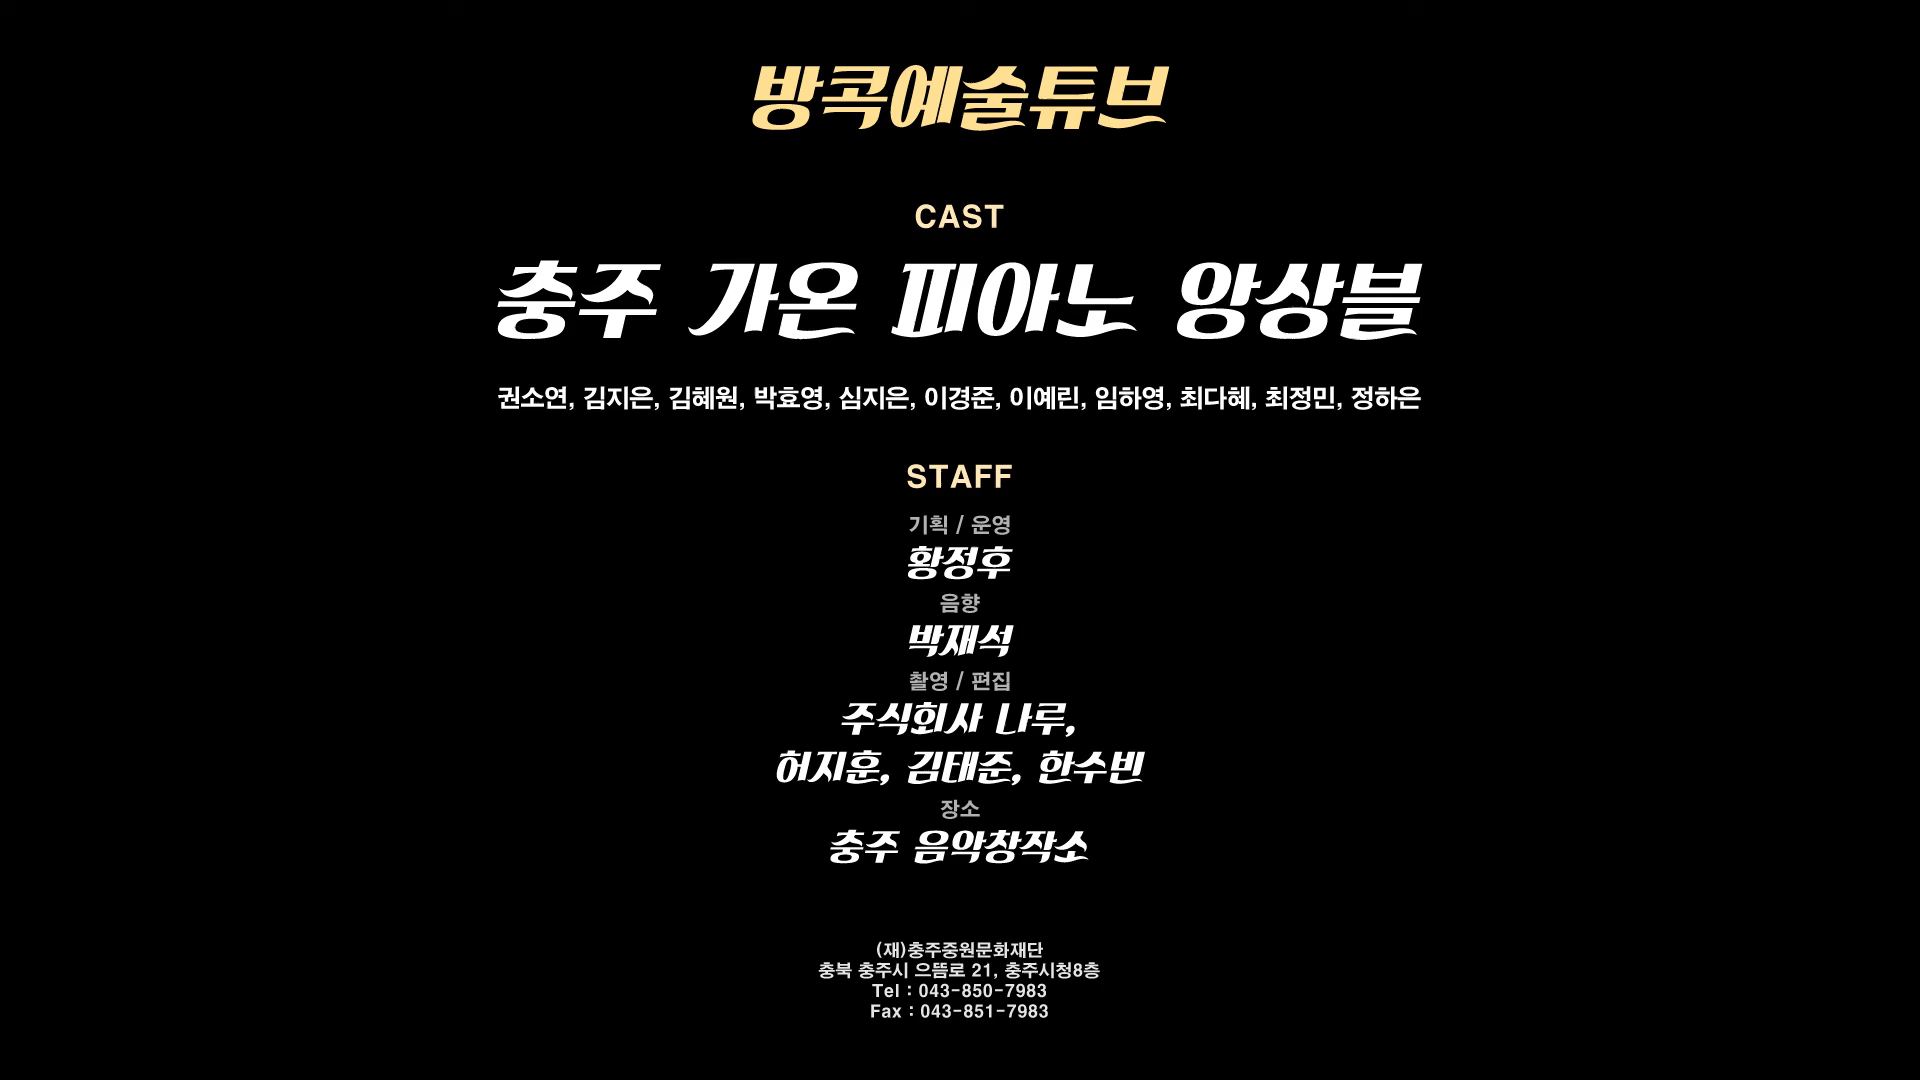 방콕예술튜브
CAST
충주 가온 피아노 앙상블
권소연, 김지은, 김혜원, 박효영, 심지은, 이경준, 이예린, 임하영, 최다혜, 최정민, 정하은
STAFF
기획 / 운영
황정후
음향
박재석
촬영 / 편집
주식회사 나루,
허지훈, 김태준, 한수빈
장소
충주 음악창작소
(재)충주중원문화재단
충북 충주시 으뜸로 21, 충주시청8층
Tel : 043-850-7983
Fax : 043-851-7983